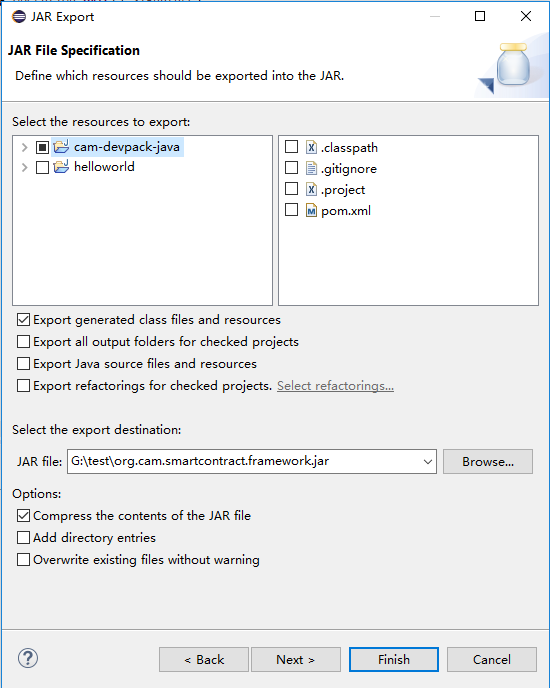 JAR Export
JAR File Specification
Define which resources should be exported into the JAR.
Select the resources to export:
cam-devpack-java
helloworld
.classpath
.gitignore
.project
pom.xml
Export generated class files and resources
Export all output folders for checked projects
Export Java source files and resources
Export refactorings for checked projects. Select refactorings...
Select the export destination:
JAR file: G:\test\org.cam.smartcontract.framework.jar Browse...
Options:
Compress the contents of the JAR file
Add directory entries
Overwrite existing files without warning
? < Back Next > Finish Cancel